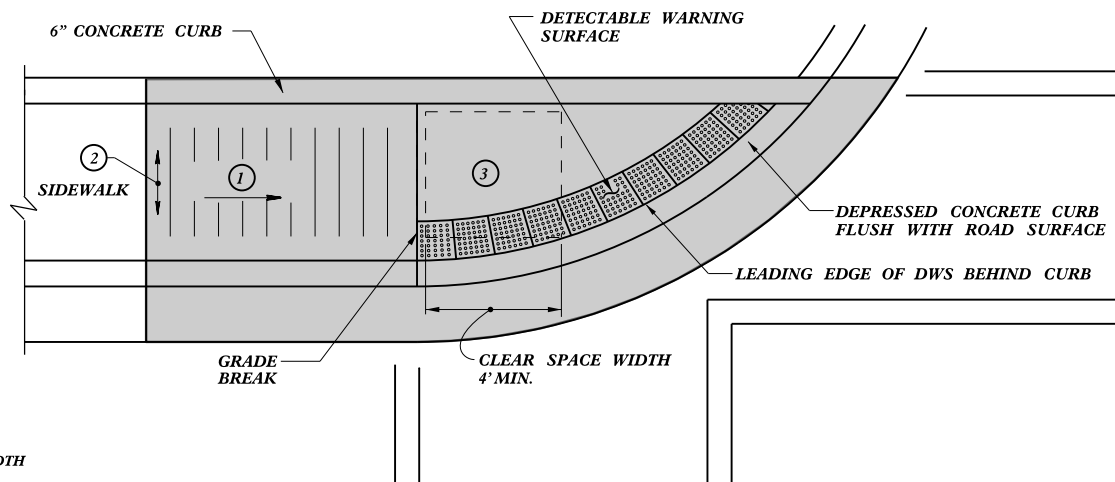 DETECTABLE WARNING
SURFACE
6” CONCRETE CURB
2
1
3
SIDEWALK
DEPRESSED CONCRETE CURB
FLUSH WITH ROAD SURFACE
LEADING EDGE OF DWS BEHIND CURB
GRADE
BREAK
CLEAR SPACE WIDTH
4’ MIN.